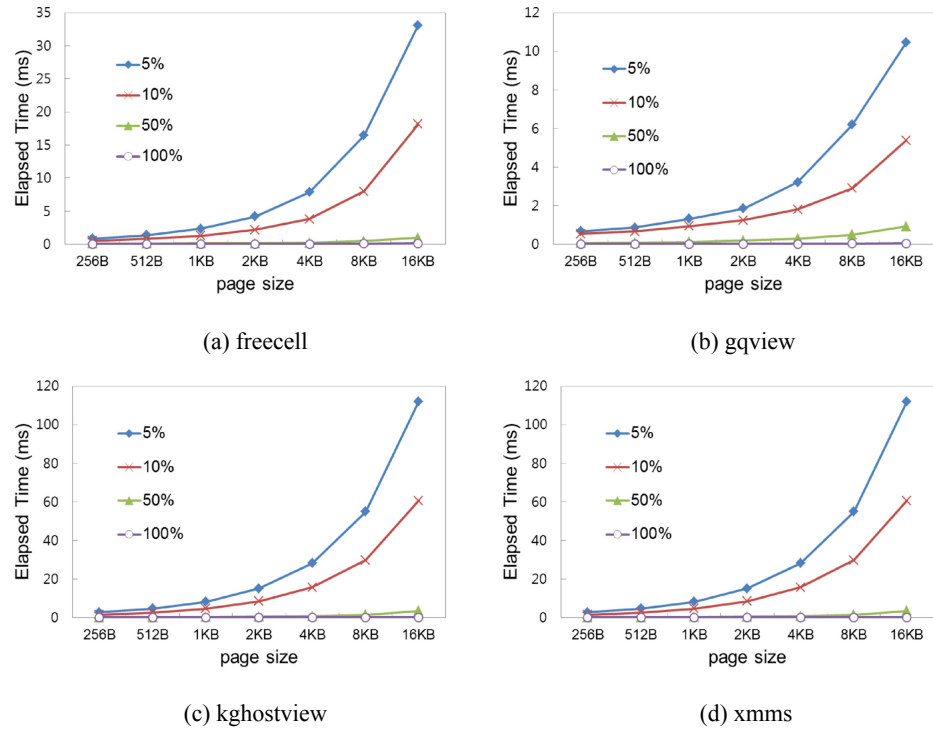 35
30
25
20
15
10
5
0
Elapsed Time (ms)
5%
10%
50%
100%
256B 512B 1KB 2KB 4KB 8KB 16KB
page size
(a) freecell
12
10
8
6
4
2
0
Elapsed Time (ms)
5%
10%
50%
100%
256B 512B 1KB 2KB 4KB 8KB 16KB
page size
(b) gqview
120
100
80
60
40
20
0
Elapsed Time (ms)
5%
10%
50%
100%
256B 512B 1KB 2KB 4KB 8KB 16KB
page size
(c) kghostview
120
100
80
60
40
20
0
Elapsed Time (ms)
5%
10%
50%
100%
256B 512B 1KB 2KB 4KB 8KB 16KB
page size
(d) xmms